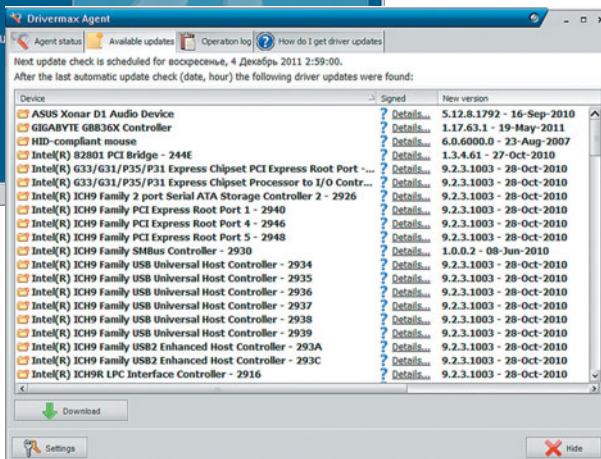 Drivermax Agent
Agent status
Available updates
Operation log
How do I get driver updates
Next update check is scheduled for воскресенье, 4 Декабрь 2011 2:59:00.
After the last automatic update check (date, hour) the following driver updates were found:
Device Signed New version
ASUS Xonar D1 Audio Device ? Details... 5.12.8.1792 - 16-Sep-2010
GIGABYTE GBB36X Controller ? Details... 1.17.63.1 - 19-May-2011
HID-compliant mouse ? Details... 6.0.6000.0 - 23-Aug-2007
Intel(R) 82801 PCI Bridge - 244E ? Details... 1.3.4.61 - 27-Oct-2010
Intel(R) G33/G31/P35/P31 Express Chipset PCI Express Root Port -... ? Details... 9.2.3.1003 - 28-Oct-2010
Intel(R) G33/G31/P35/P31 Express Chipset Processor to I/O Contr... ? Details... 9.2.3.1003 - 28-Oct-2010
Intel(R) ICH9 Family 2 port Serial ATA Storage Controller 2 - 2926 ? Details... 9.2.3.1003 - 28-Oct-2010
Intel(R) ICH9 Family PCI Express Root Port 1 - 2940 ? Details... 9.2.3.1003 - 28-Oct-2010
Intel(R) ICH9 Family PCI Express Root Port 4 - 2946 ? Details... 9.2.3.1003 - 28-Oct-2010
Intel(R) ICH9 Family PCI Express Root Port 5 - 2948 ? Details... 9.2.3.1003 - 28-Oct-2010
Intel(R) ICH9 Family SMBus Controller - 2930 ? Details... 1.0.0.2 - 08-Jun-2010
Intel(R) ICH9 Family USB Universal Host Controller - 2934 ? Details... 9.2.3.1003 - 28-Oct-2010
Intel(R) ICH9 Family USB Universal Host Controller - 2935 ? Details... 9.2.3.1003 - 28-Oct-2010
Intel(R) ICH9 Family USB Universal Host Controller - 2936 ? Details... 9.2.3.1003 - 28-Oct-2010
Intel(R) ICH9 Family USB Universal Host Controller - 2937 ? Details... 9.2.3.1003 - 28-Oct-2010
Intel(R) ICH9 Family USB Universal Host Controller - 2938 ? Details... 9.2.3.1003 - 28-Oct-2010
Intel(R) ICH9 Family USB Universal Host Controller - 2939 ? Details... 9.2.3.1003 - 28-Oct-2010
Intel(R) ICH9 Family USB2 Enhanced Host Controller - 293A ? Details... 9.2.3.1003 - 28-Oct-2010
Intel(R) ICH9 Family USB2 Enhanced Host Controller - 293C ? Details... 9.2.3.1003 - 28-Oct-2010
Intel(R) ICH9R LPC Interface Controller - 2916 ? Details... 9.2.3.1003 - 28-Oct-2010
Download
Settings
Hide